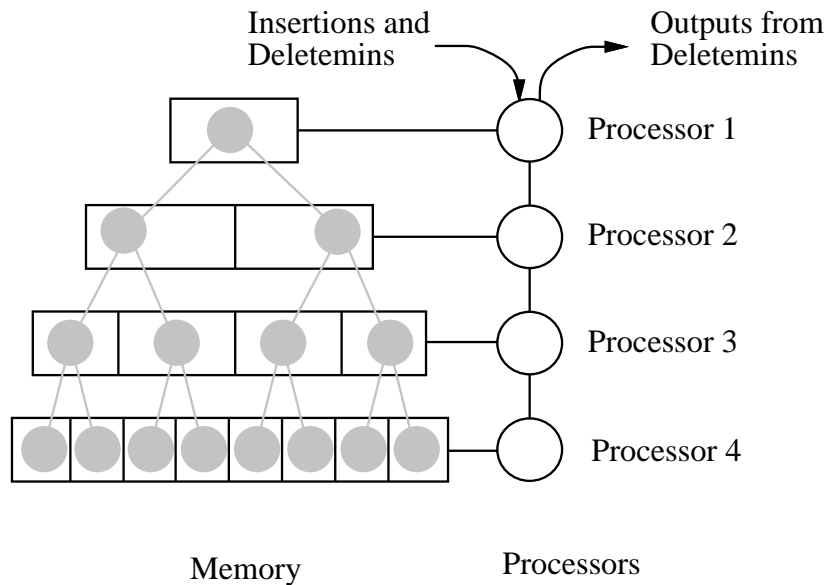 Insertions and
Deletemins
Outputs from
Deletemins
Processor 1
Processor 2
Processor 3
Processor 4
Memory
Processors